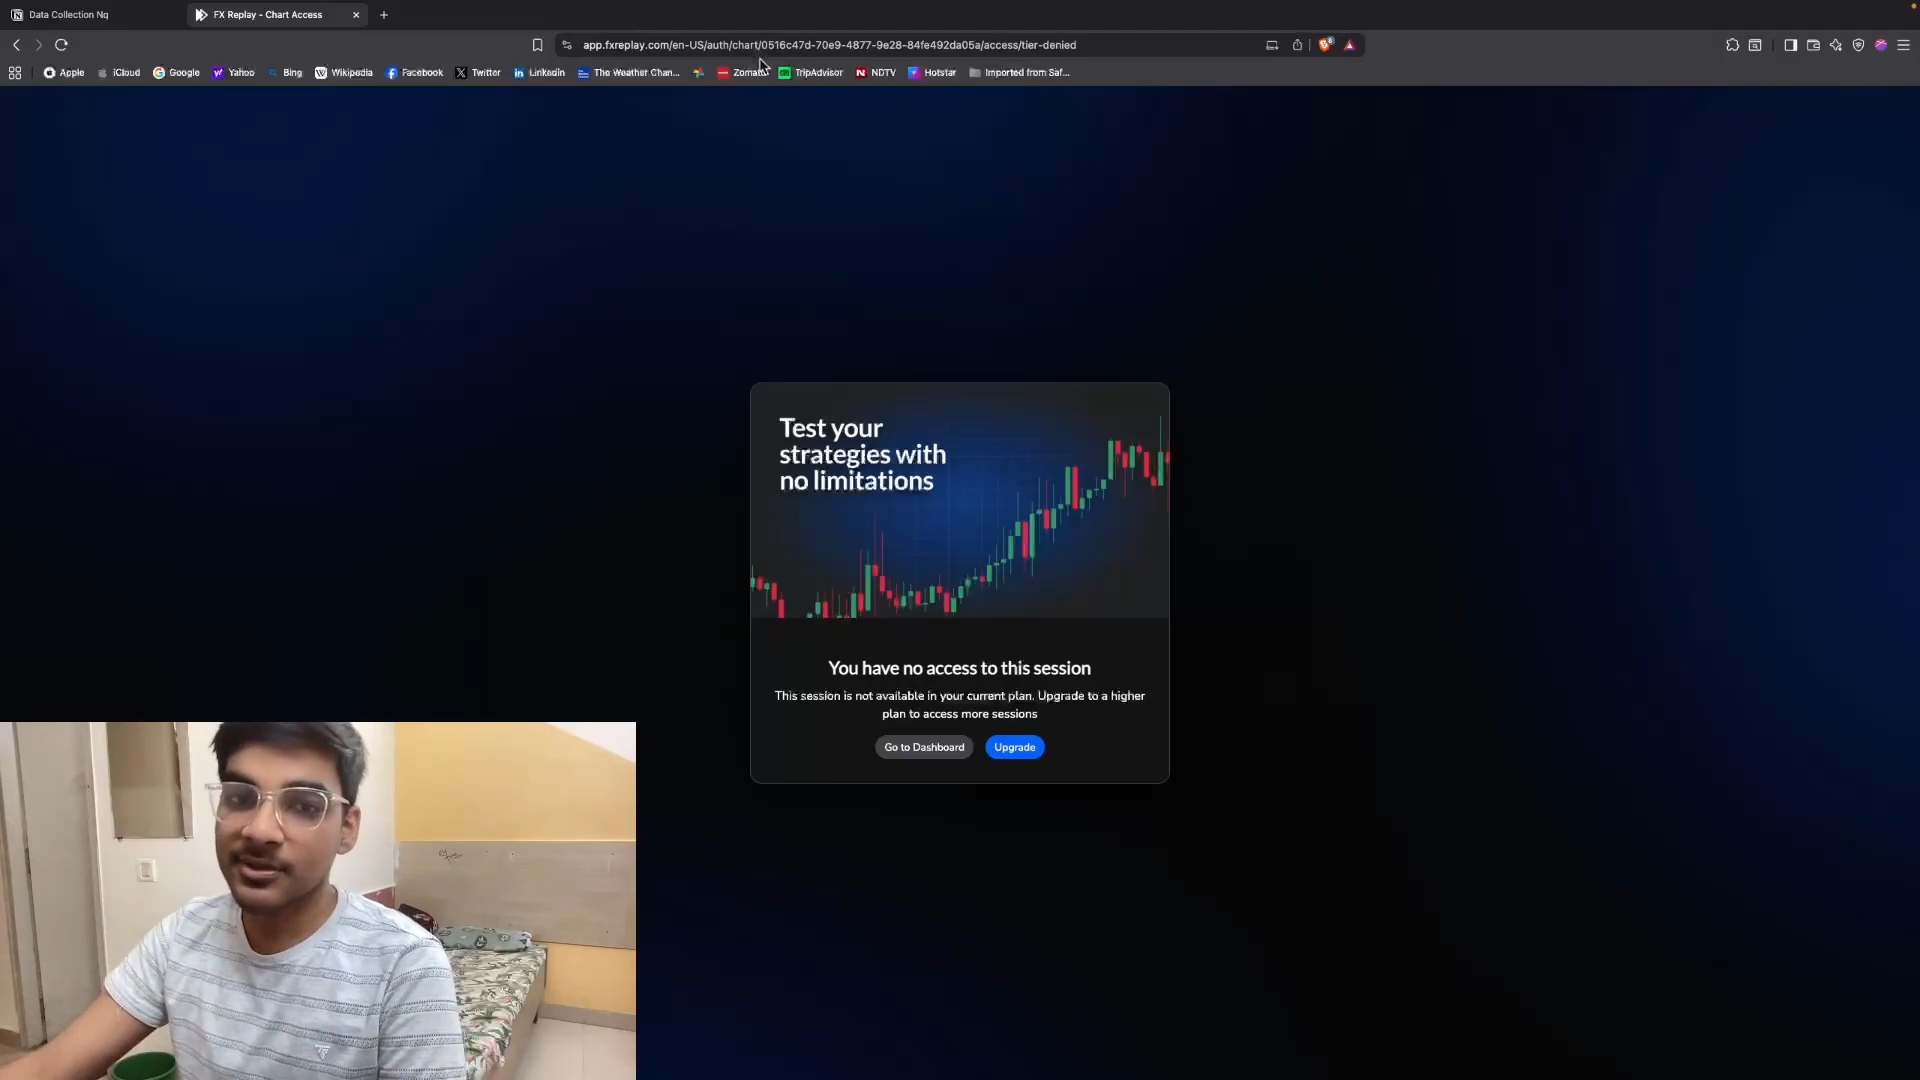 Data Collection Nq
FX Replay - Chart Access
app.fxreplay.com/en-US/auth/chart/0516c47d-70e9-4877-9e28-84fe492da05a/access/tier-denied
Apple iCloud Google Yahoo Bing Wikipedia Facebook Twitter LinkedIn The Weather Chan... TripAdvisor NDTV Hotstar Imported from Saf...
Test your
strategies with
no limitations
You have no access to this session
This session is not available in your current plan. Upgrade to a higher
plan to access more sessions
Go to Dashboard Upgrade